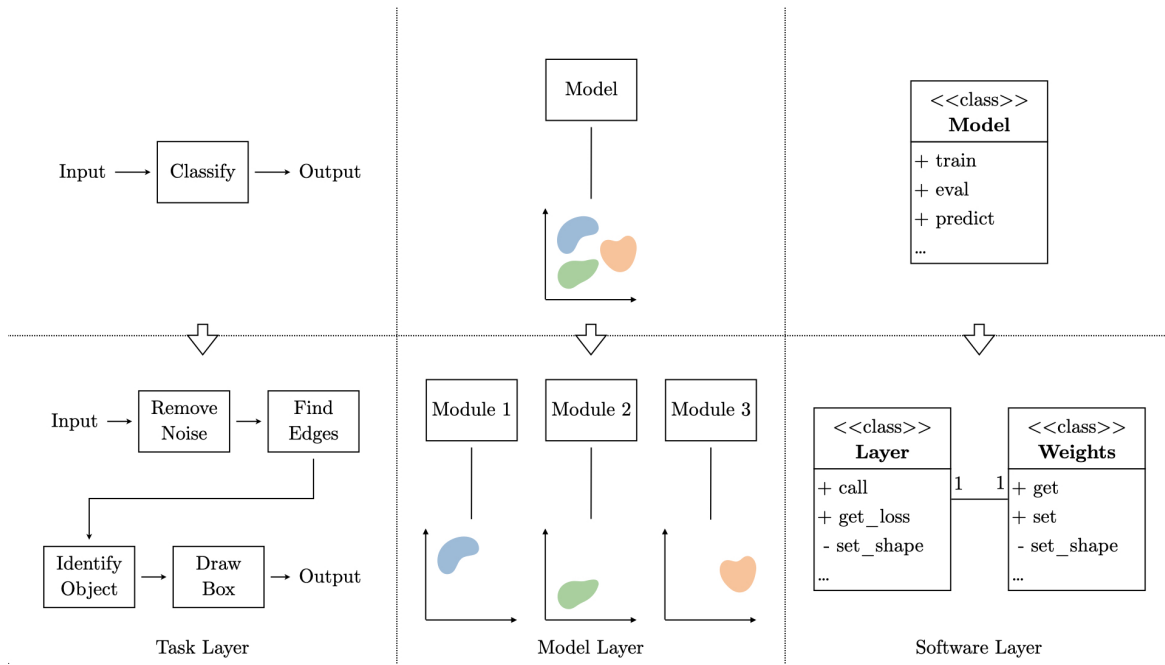 Input
Classify
Output
Model
<<class>>
Model
+ train
+ eval
+ predict
...
Input
Remove
Noise
Find
Edges
Identify
Object
Draw
Box
Output
Task Layer
Module 1
Module 2
Module 3
Model Layer
<<class>>
Layer
+ call
+ get_loss
- set_shape
...
1
1
<<class>>
Weights
+ get
+ set
- set_shape
...
Software Layer